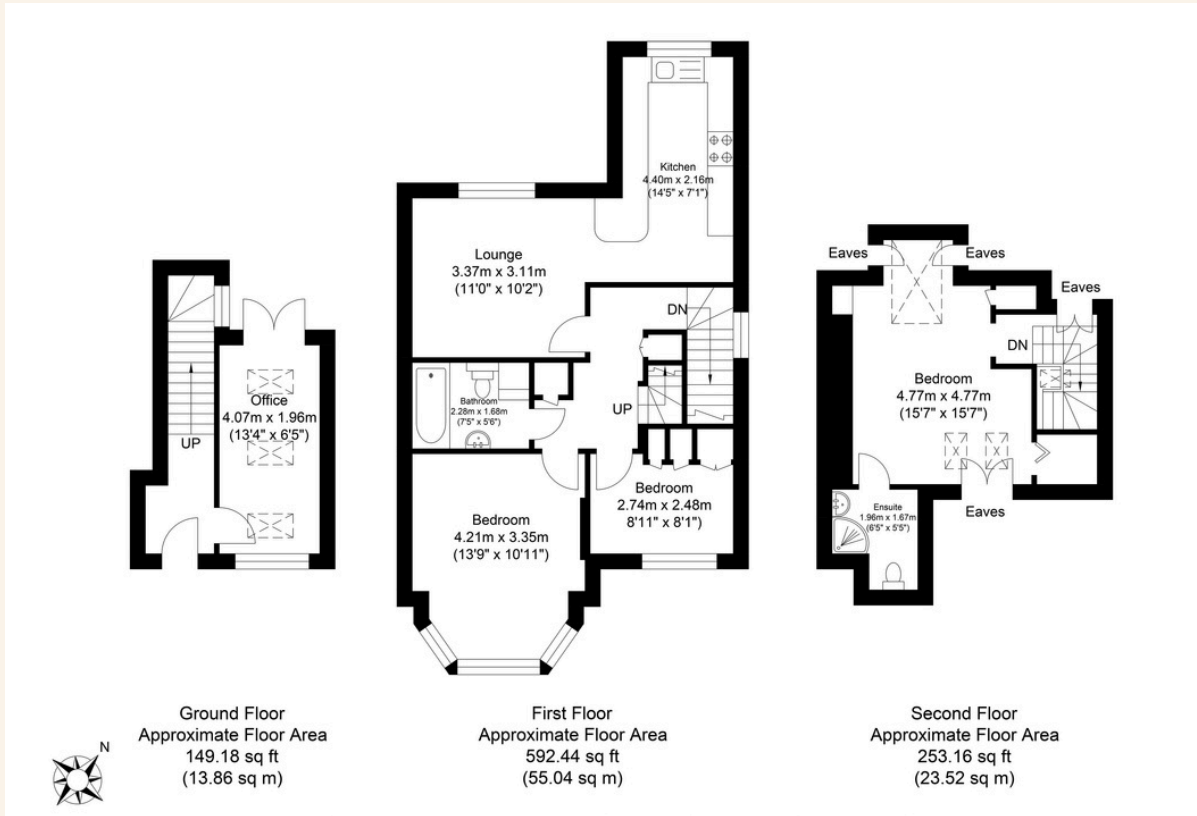 Office
4.07m x 1.96m
(13'4" x 6'5")
UP
Kitchen
4.40m x 2.16m
(14'5" x 7'1")
Lounge
3.37m x 3.11m
(11'0" x 10'2")
DN
Bathroom
2.28m x 1.68m
(7'5" x 5'6")
UP
Bedroom
2.74m x 2.48m
8'11" x 8'1")
Bedroom
4.21m x 3.35m
(13'9" x 10'11")
Eaves
Eaves
Eaves
DN
Bedroom
4.77m x 4.77m
(15'7" x 15'7")
Ensuite
1.96m x 1.67m
(6'5" x 5'5")
Eaves
Ground Floor
Approximate Floor Area
149.18 sq ft
(13.86 sq m)
First Floor
Approximate Floor Area
592.44 sq ft
(55.04 sq m)
Second Floor
Approximate Floor Area
253.16 sq ft
(23.52 sq m)
N